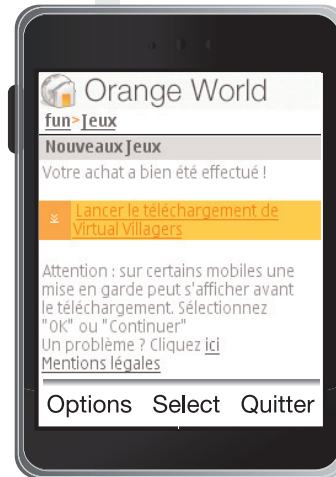 Orange World
fun>Jeux
Nouveaux Jeux
Votre achat a bien été effectué !
Lancer le téléchargement de
Virtual Villagers
Attention : sur certains mobiles une
mise en garde peut s'afficher avant
le téléchargement. Sélectionnez
"OK" ou "Continuer"
Un problème ? Cliquez ici
Mentions légales
Options Select Quitter